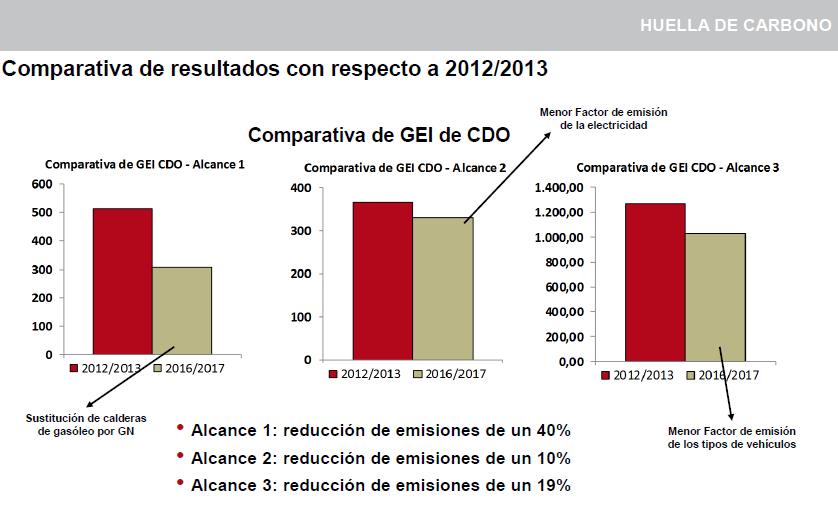 HUELLA DE CARBONO
Comparativa de resultados con respecto a 2012/2013
Menor Factor de emisión
de la electricidad
Comparativa de GEI de CDO
Comparativa de GEI CDO - Alcance 1
600
500
400
300
200
100
0
2012/2013
2016/2017
Comparativa de GEI CDO - Alcance 2
400
300
100
0
2012/2013
2016/2017
Comparativa de GEI CDO - Alcance 3
1.400,00
1.200,00
1.000,00
800,00
600,00
400,00
200,00
0,00
2012/2013
2016/2017
Sustitución de calderas
de gasóleo por GN
Menor Factor de emisión
de los tipos de vehículos
• Alcance 1: reducción de emisiones de un 40%
• Alcance 2: reducción de emisiones de un 10%
• Alcance 3: reducción de emisiones de un 19%